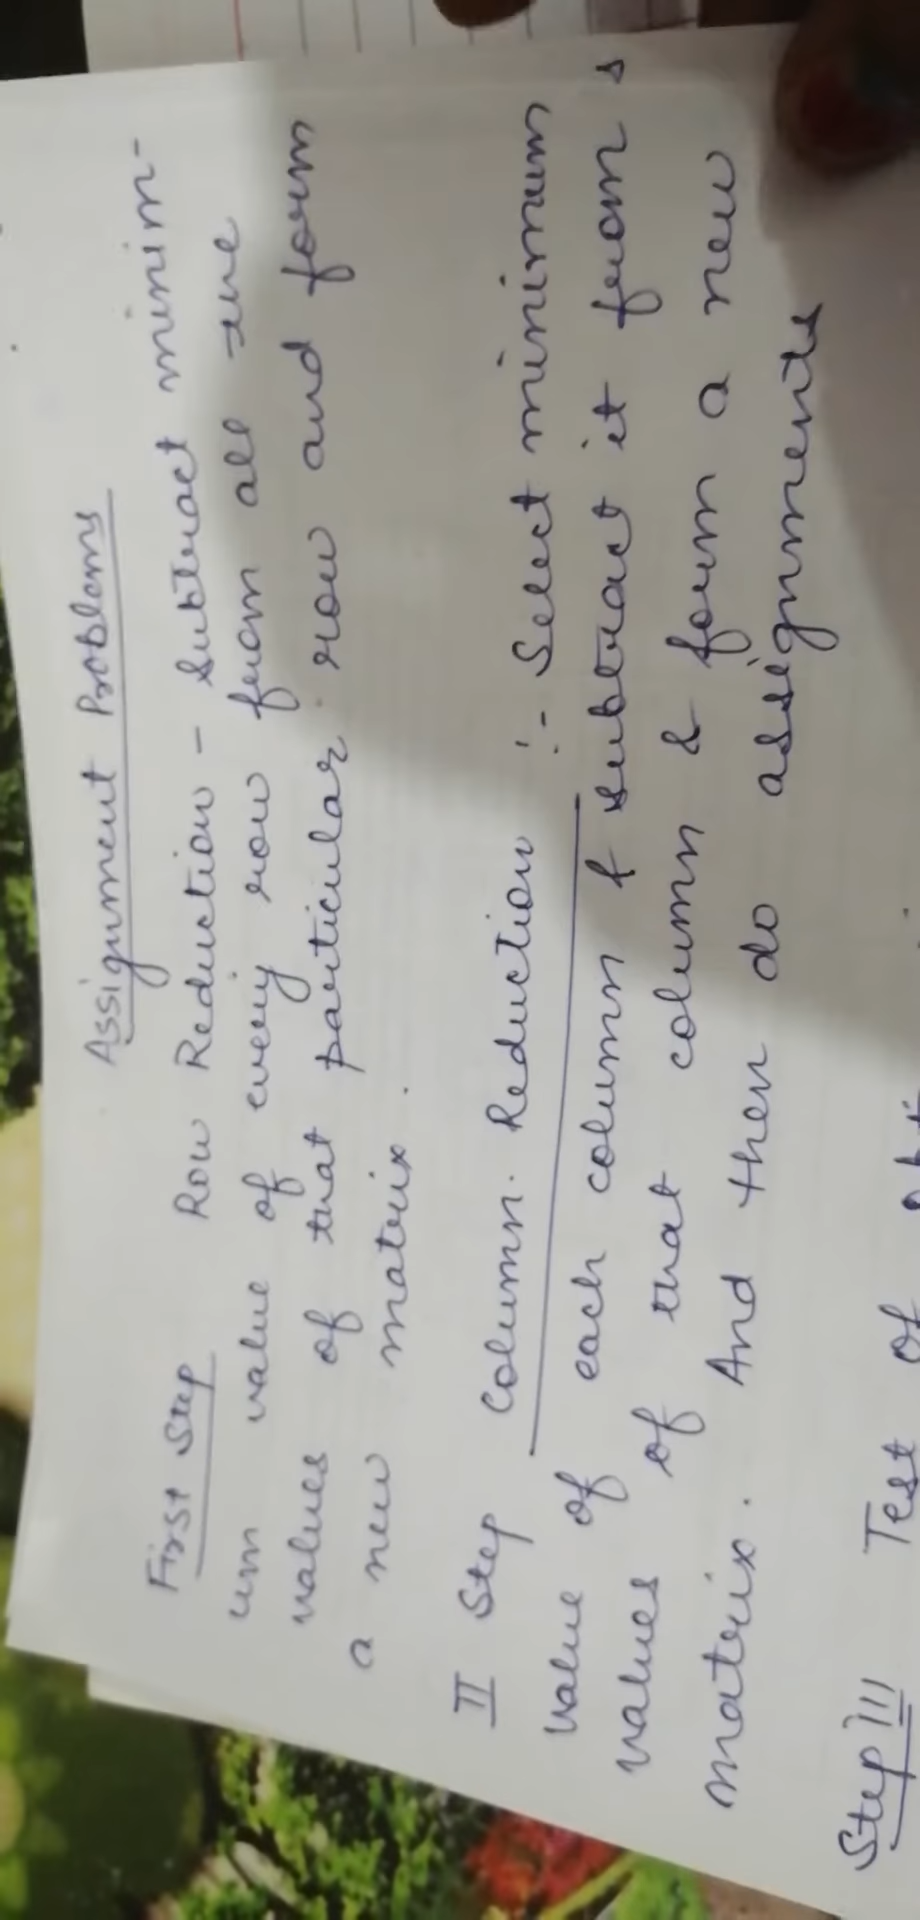 Assignment Problems
First Step Row Reduction - Subtract minim-
um value of every row from all the
values of that particular row and form
a new matrix.
II Step Column Reduction :- Select minimum
value of each column & subtract it from s
values of that column & form a new
matrix. And then do assignments
Step III Test of